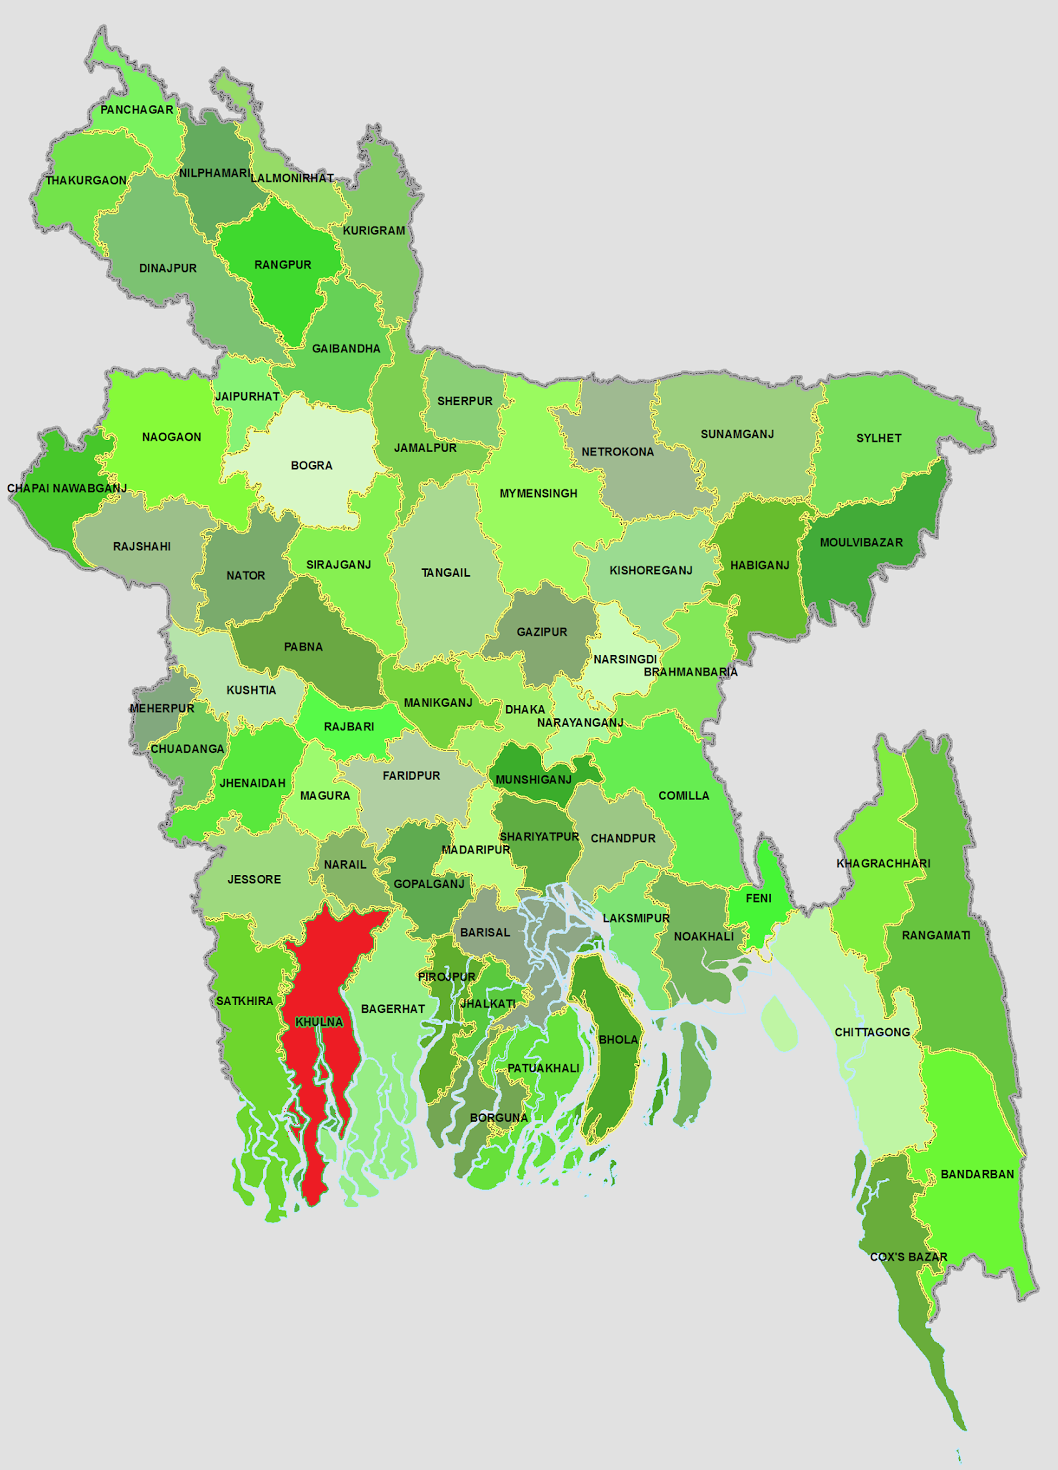 PANCHAGAR
THAKURGAON
NILPHAMARI
LALMONIRHAT
KURIGRAM
DINAJPUR
RANGPUR
GAIBANDHA
JAIPURHAT
SHERPUR
NAOGAON
JAMALPUR
SUNAMGANJ
SYLHET
BOGRA
NETROKONA
CHAPAI NAWABGANJ
MYMENSINGH
RAJSHAHI
MOULVIBAZAR
SIRAJGANJ
HABIGANJ
NATOR
TANGAIL
KISHOREGANJ
GAZIPUR
PABNA
NARSINGDI
BRAHMANBARIA
KUSHTIA
MEHERPUR
MANIKGANJ
DHAKA
NARAYANGANJ
RAJBARI
CHUADANGA
JHENAIDAH
FARIDPUR
MUNSHIGANJ
MAGURA
COMILLA
SHARIYATPUR
CHANDPUR
MADARIPUR
NARAIL
KHAGRACHHARI
JESSORE
GOPALGANJ
FENI
LAKSMIPUR
BARISAL
NOAKHALI
RANGAMATI
PIROJPUR
SATKHIRA
JHALKATI
BAGERHAT
KHULNA
CHITTAGONG
BHOLA
PATUAKHALI
BORGUNA
BANDARBAN
COX'S BAZAR